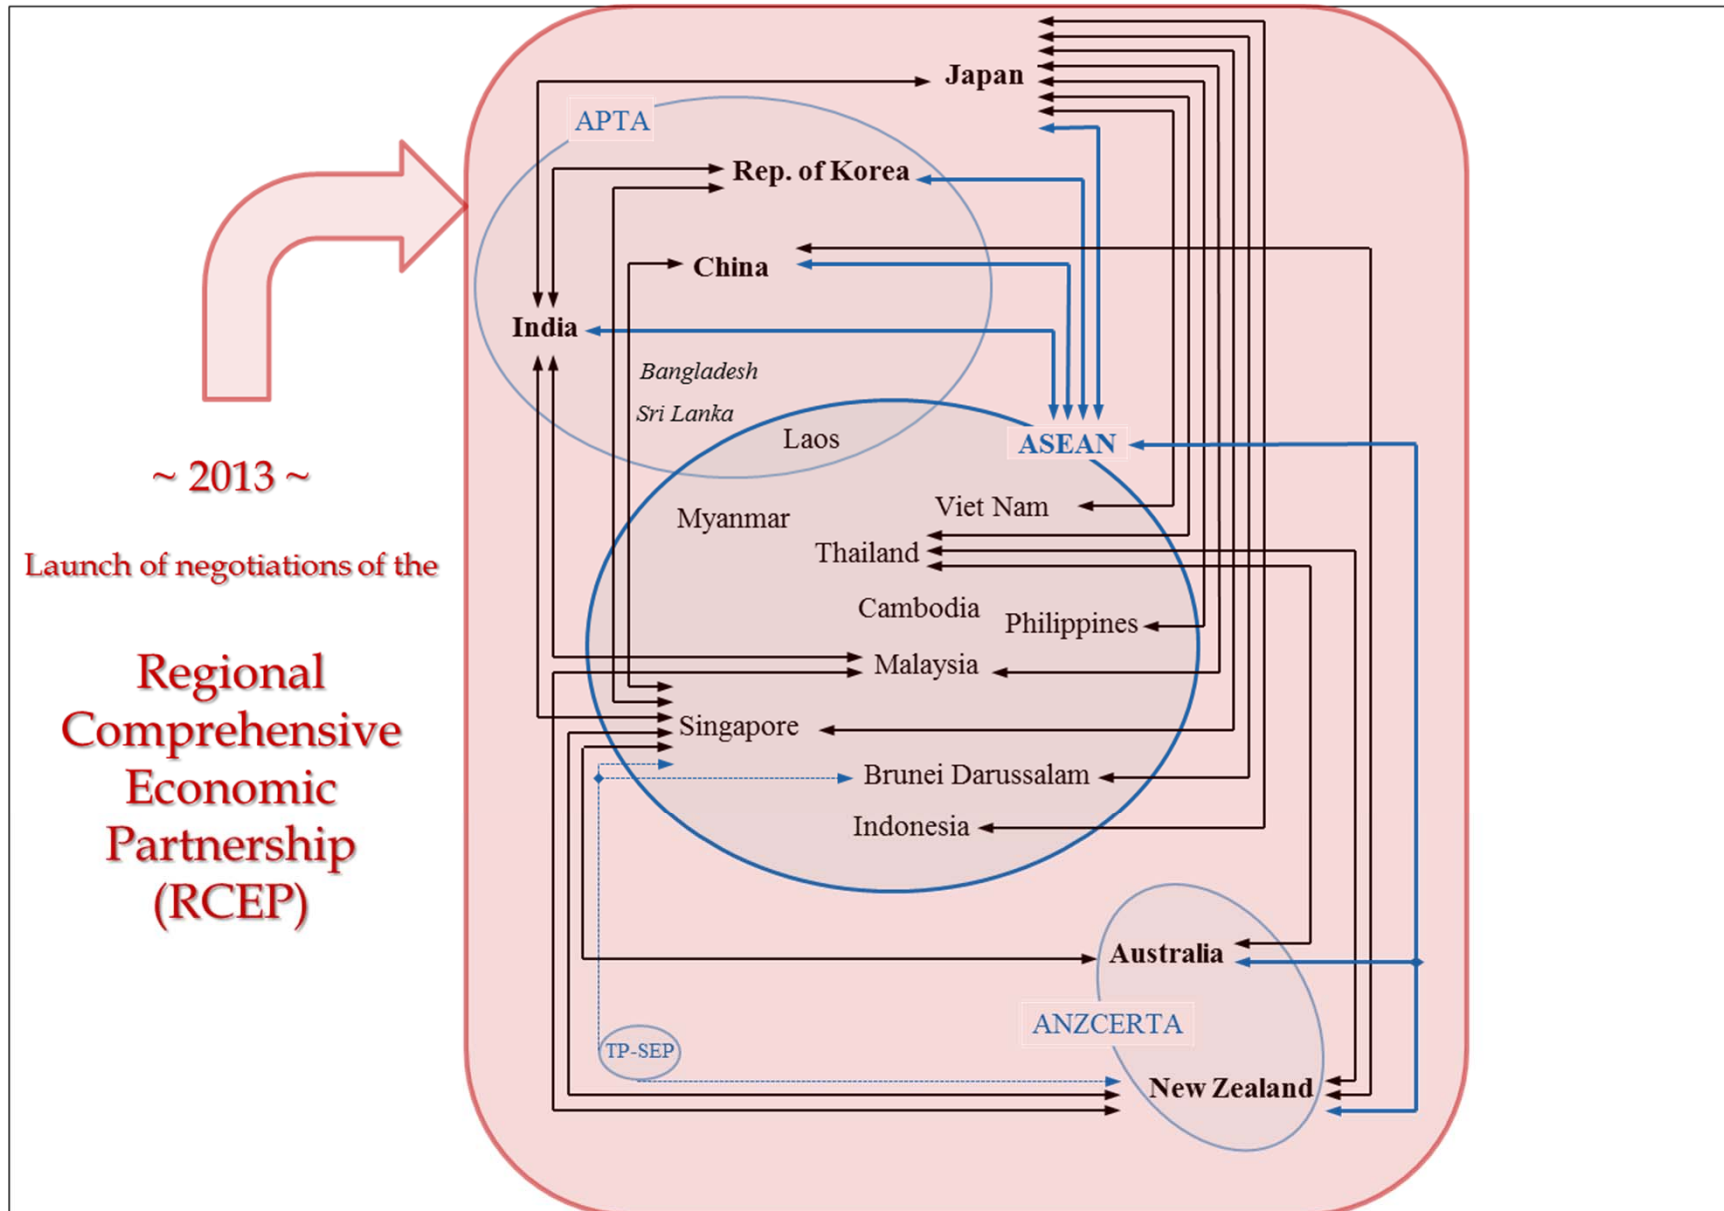 ~ 2013 ~
Launch of negotiations of the
Regional
Comprehensive
Economic
Partnership
(RCEP)
Japan
APTA
Rep. of Korea
China
India
Bangladesh
Sri Lanka
Laos
ASEAN
Myanmar
Viet Nam
Thailand
Cambodia
Philippines
Malaysia
Singapore
Brunei Darussalam
Indonesia
Australia
ANZCERTA
TP-SEP
New Zealand